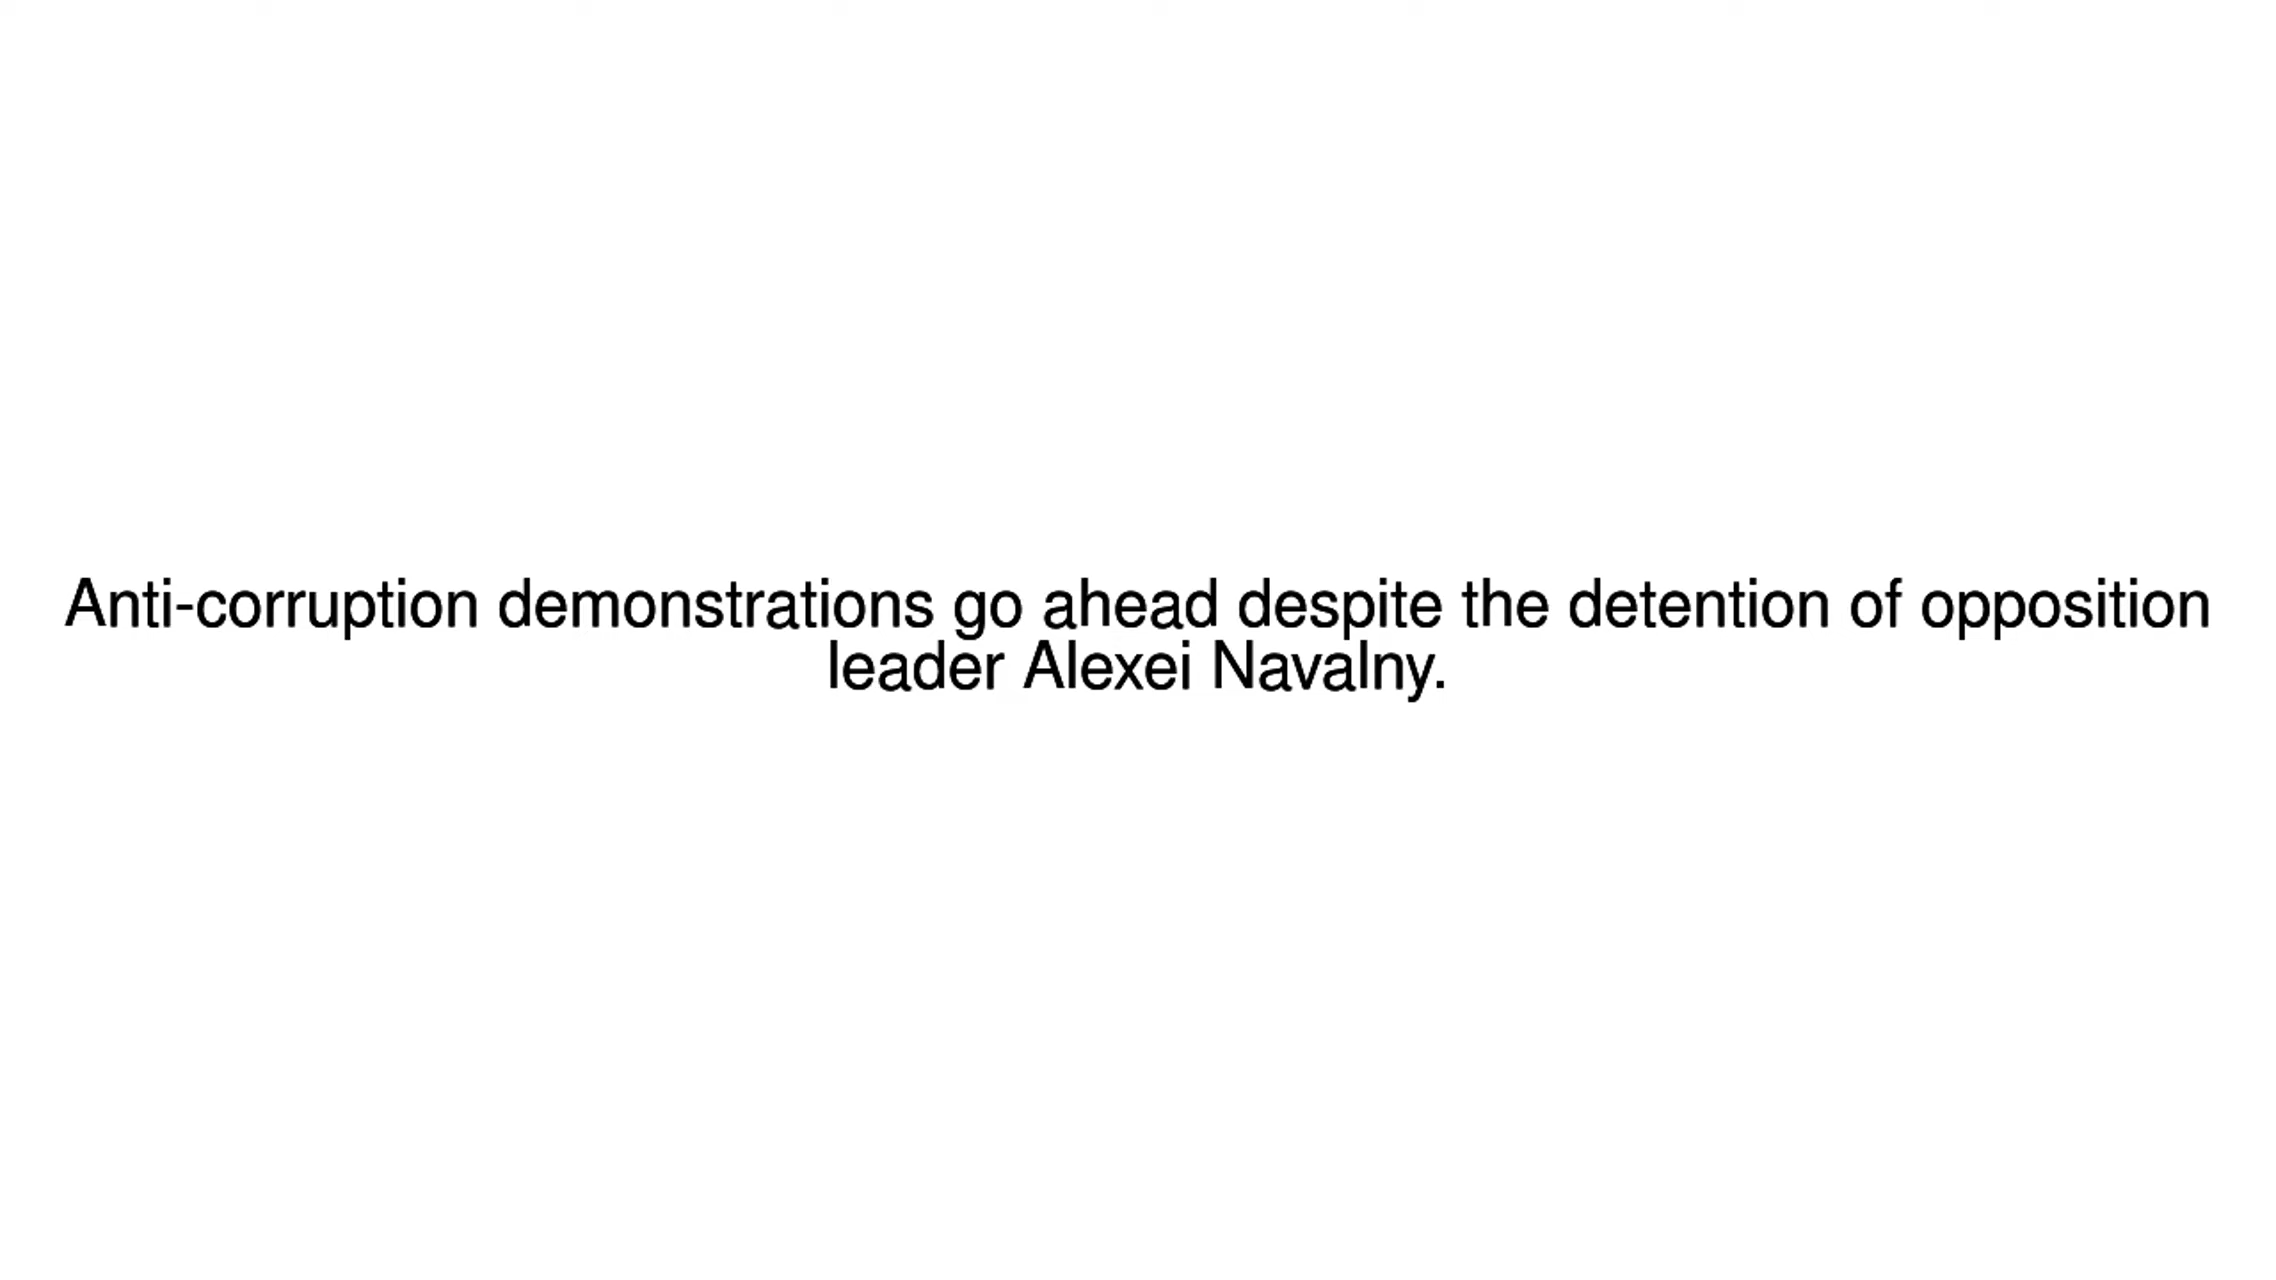 Anti-corruption demonstrations go ahead despite the detention of opposition
leader Alexei Navalny.